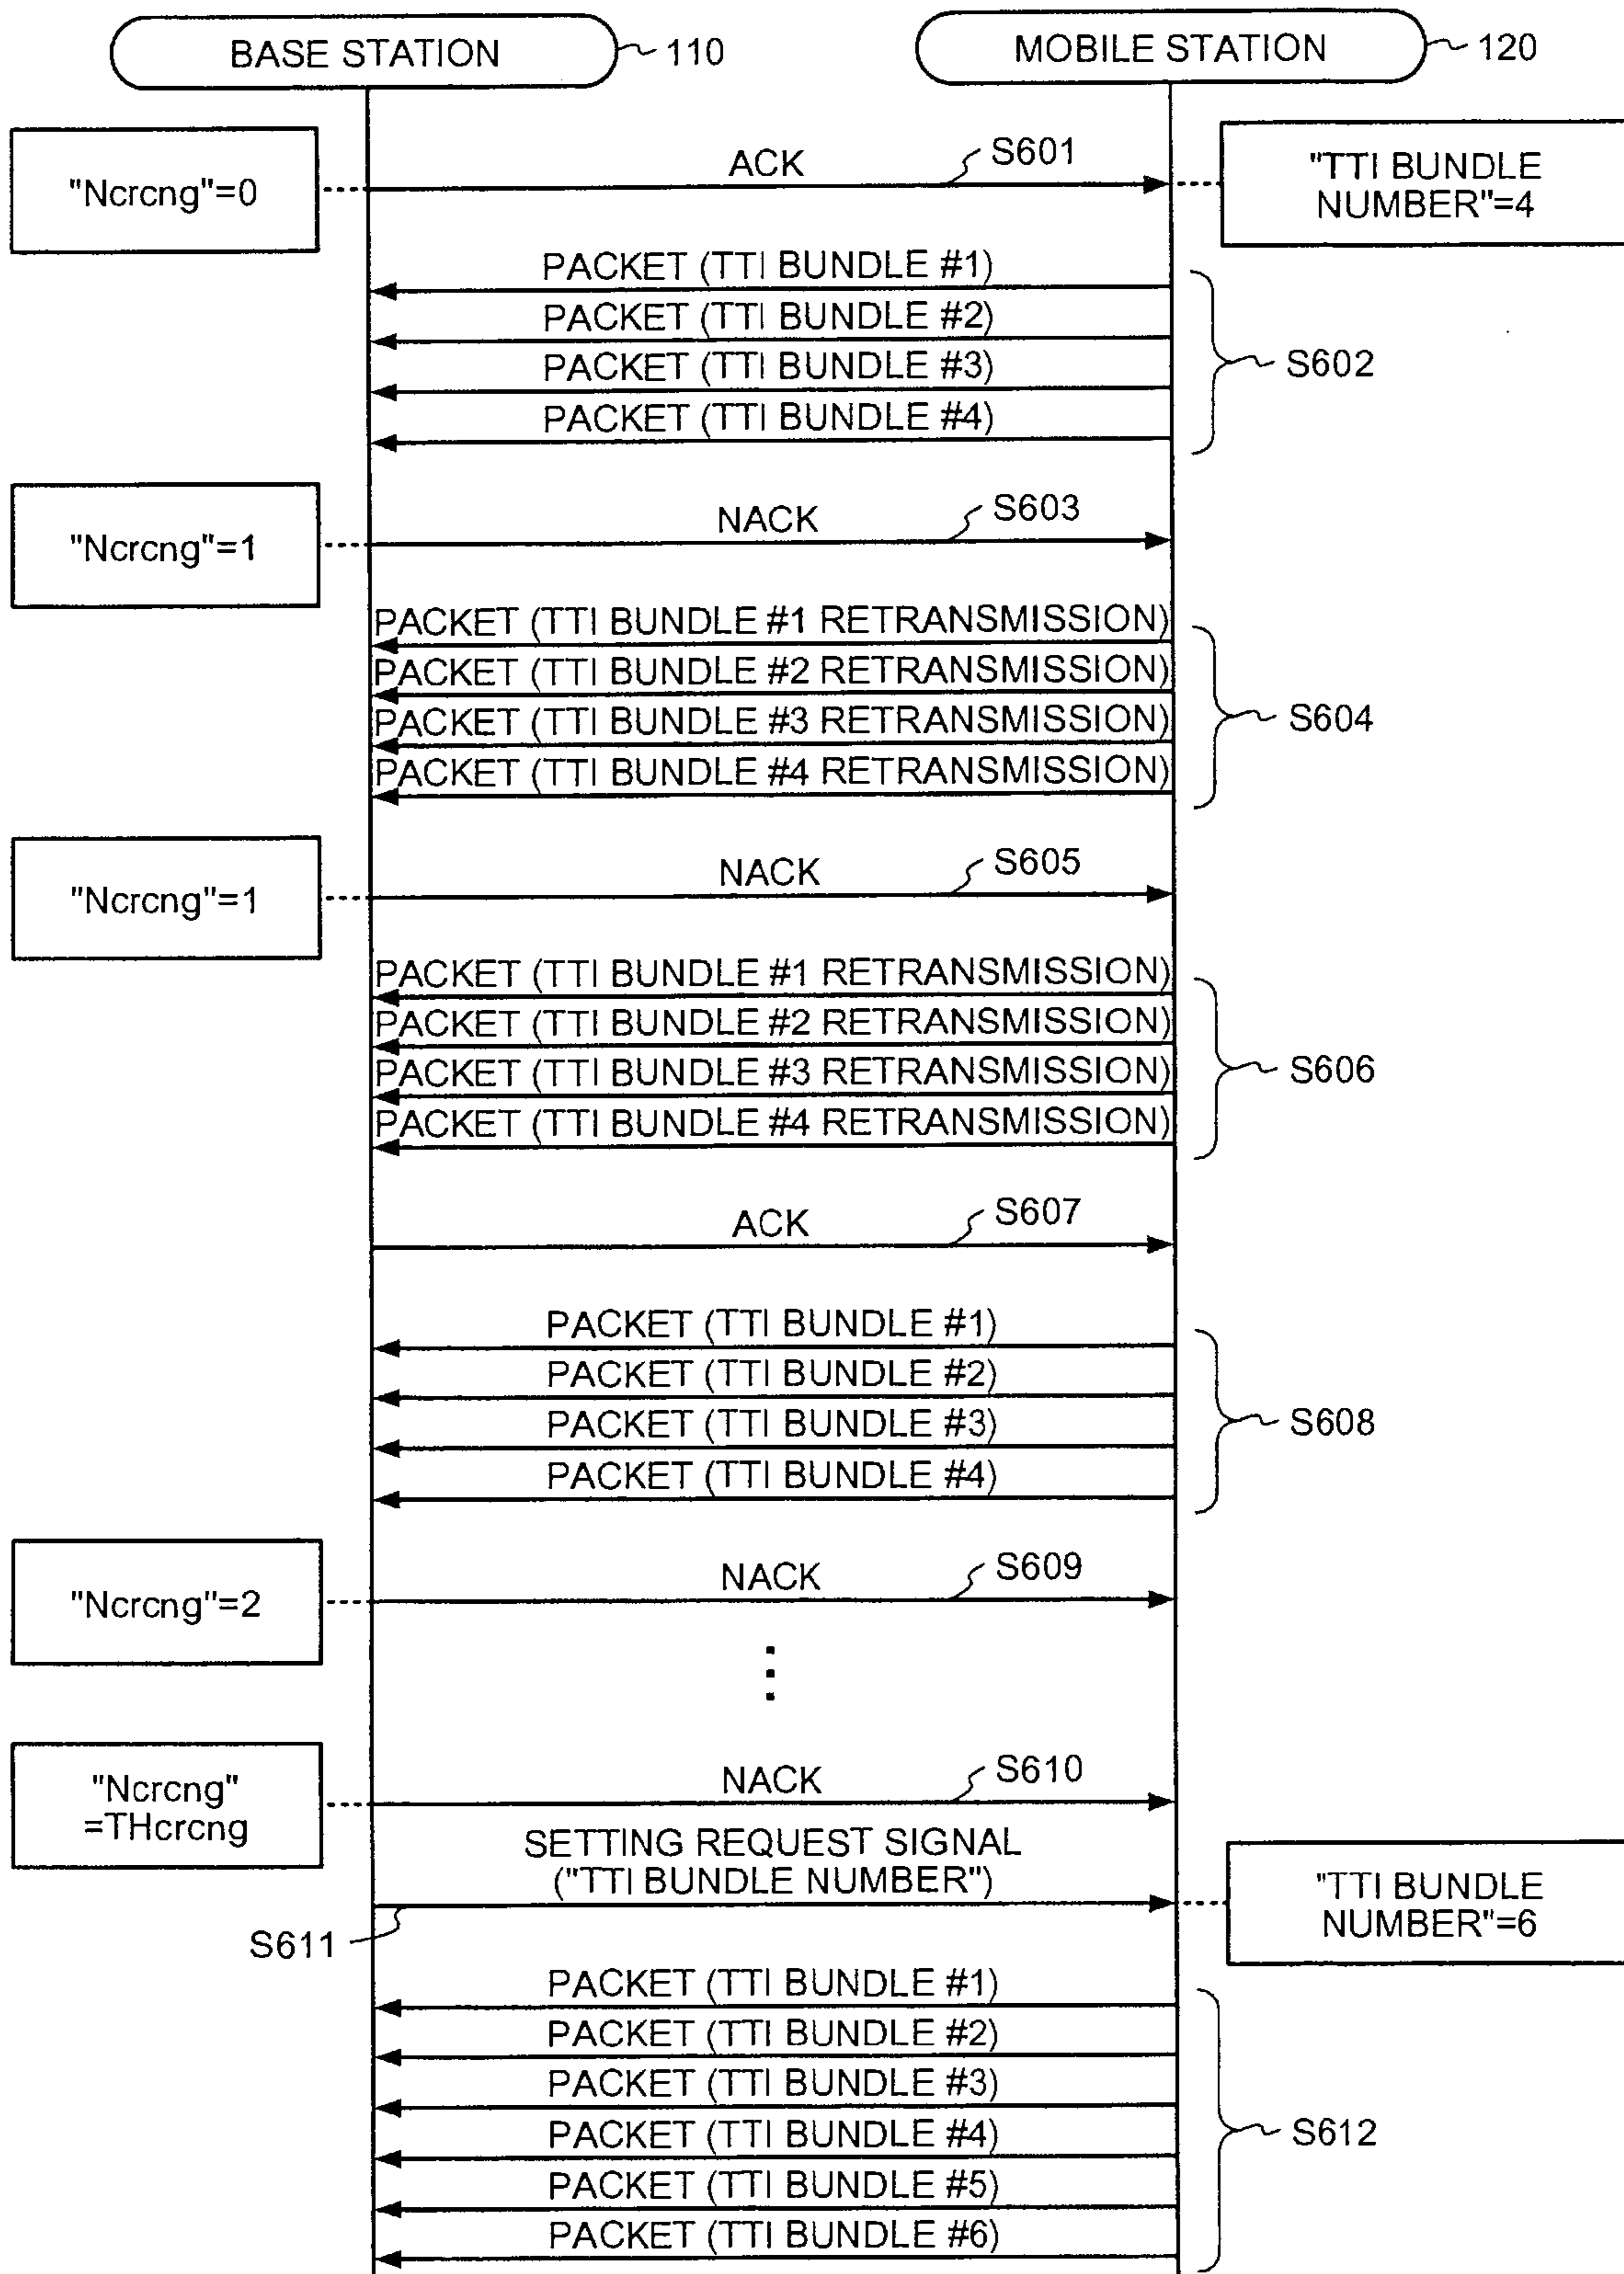 BASE STATION
110
MOBILE STATION
120
"Ncrcng"=0
ACK
S601
"TTI BUNDLE
NUMBER"=4
PACKET (TTI BUNDLE #1)
PACKET (TTI BUNDLE #2)
PACKET (TTI BUNDLE #3)
PACKET (TTI BUNDLE #4)
S602
"Ncrcng"=1
NACK
S603
PACKET (TTI BUNDLE #1 RETRANSMISSION)
PACKET (TTI BUNDLE #2 RETRANSMISSION)
PACKET (TTI BUNDLE #3 RETRANSMISSION)
PACKET (TTI BUNDLE #4 RETRANSMISSION)
S604
"Ncrcng"=1
NACK
S605
PACKET (TTI BUNDLE #1 RETRANSMISSION)
PACKET (TTI BUNDLE #2 RETRANSMISSION)
PACKET (TTI BUNDLE #3 RETRANSMISSION)
PACKET (TTI BUNDLE #4 RETRANSMISSION)
S606
ACK
S607
PACKET (TTI BUNDLE #1)
PACKET (TTI BUNDLE #2)
PACKET (TTI BUNDLE #3)
PACKET (TTI BUNDLE #4)
S608
"Ncrcng"=2
NACK
S609
"Ncrcng"
=THcrcng
NACK
S610
SETTING REQUEST SIGNAL
("TTI BUNDLE NUMBER")
S611
"TTI BUNDLE
NUMBER"=6
PACKET (TTI BUNDLE #1)
PACKET (TTI BUNDLE #2)
PACKET (TTI BUNDLE #3)
PACKET (TTI BUNDLE #4)
PACKET (TTI BUNDLE #5)
PACKET (TTI BUNDLE #6)
S612